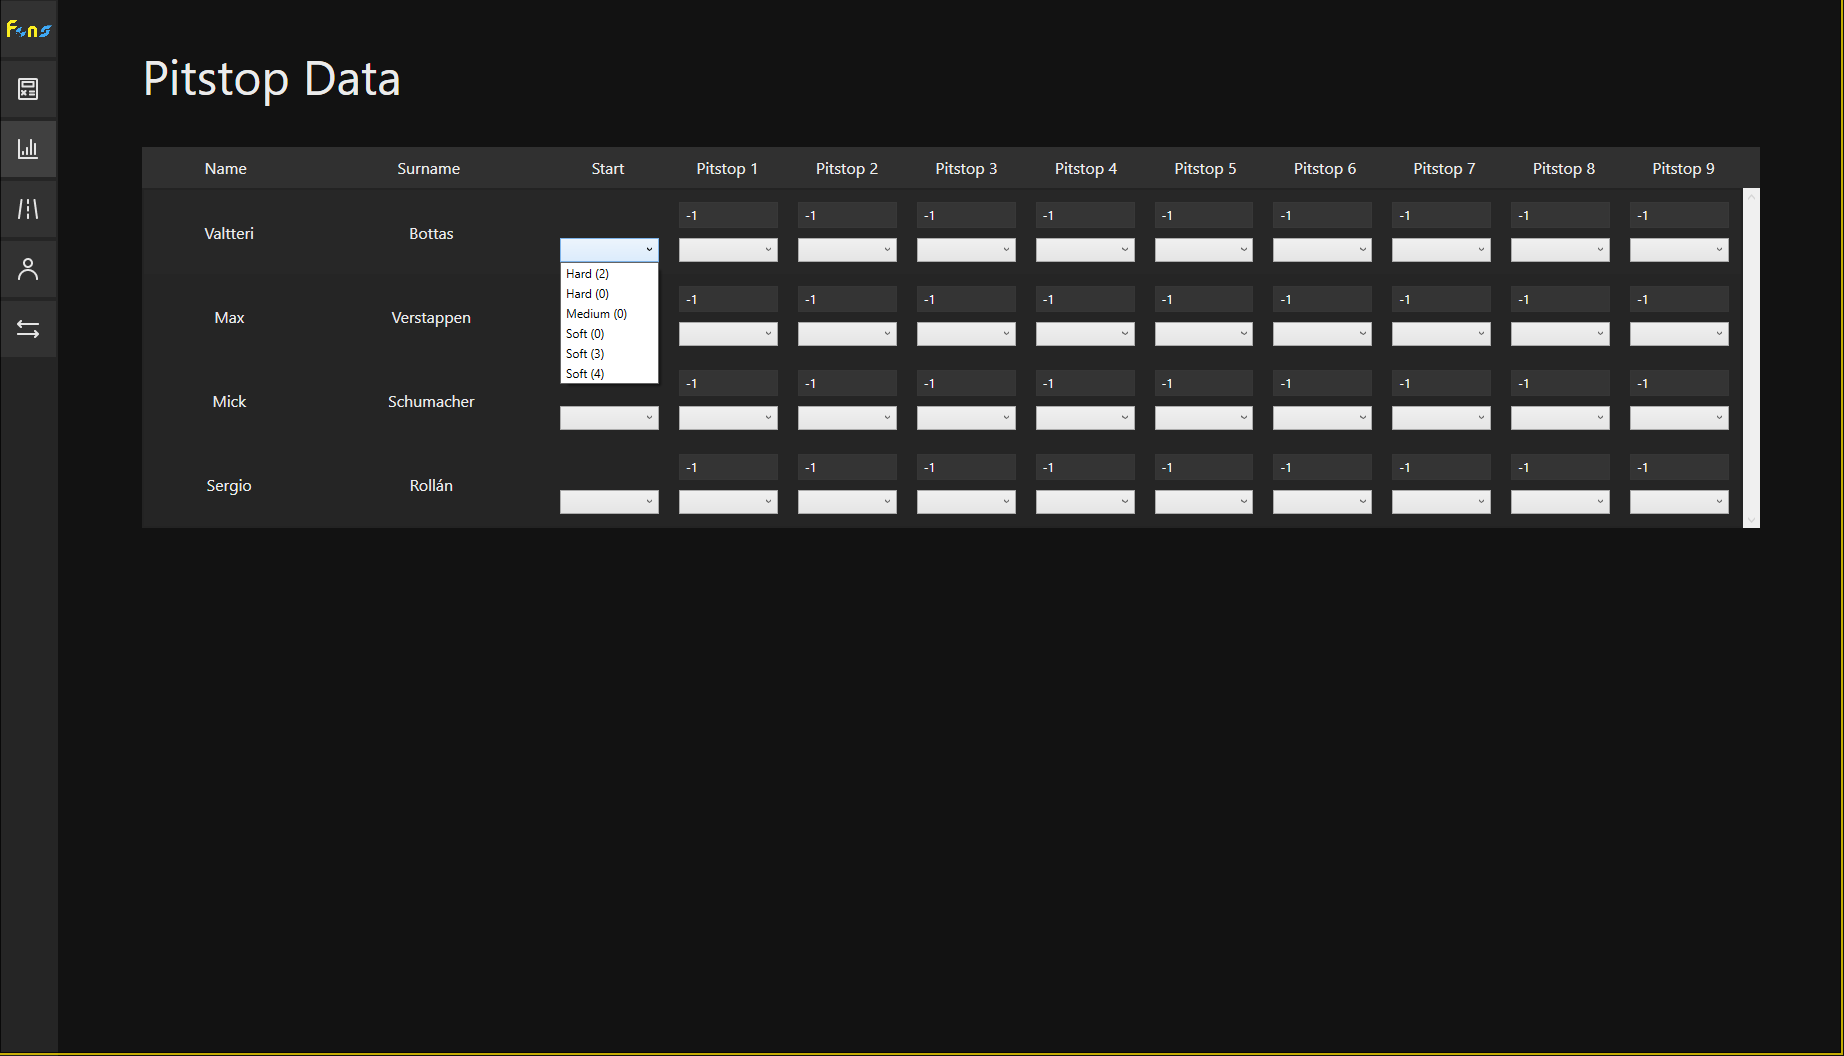 Fons
Pitstop Data
Name Surname Start Pitstop 1 Pitstop 2 Pitstop 3 Pitstop 4 Pitstop 5 Pitstop 6 Pitstop 7 Pitstop 8 Pitstop 9
-1 -1 -1 -1 -1 -1 -1 -1 -1
Valtteri Bottas
Hard (2)
Hard (0)
-1 -1 -1 -1 -1 -1 -1 -1 -1
Max Verstappen
Medium (0)
Soft (0)
Soft (3)
Soft (4)
-1 -1 -1 -1 -1 -1 -1 -1 -1
Mick Schumacher
-1 -1 -1 -1 -1 -1 -1 -1 -1
Sergio Rollán